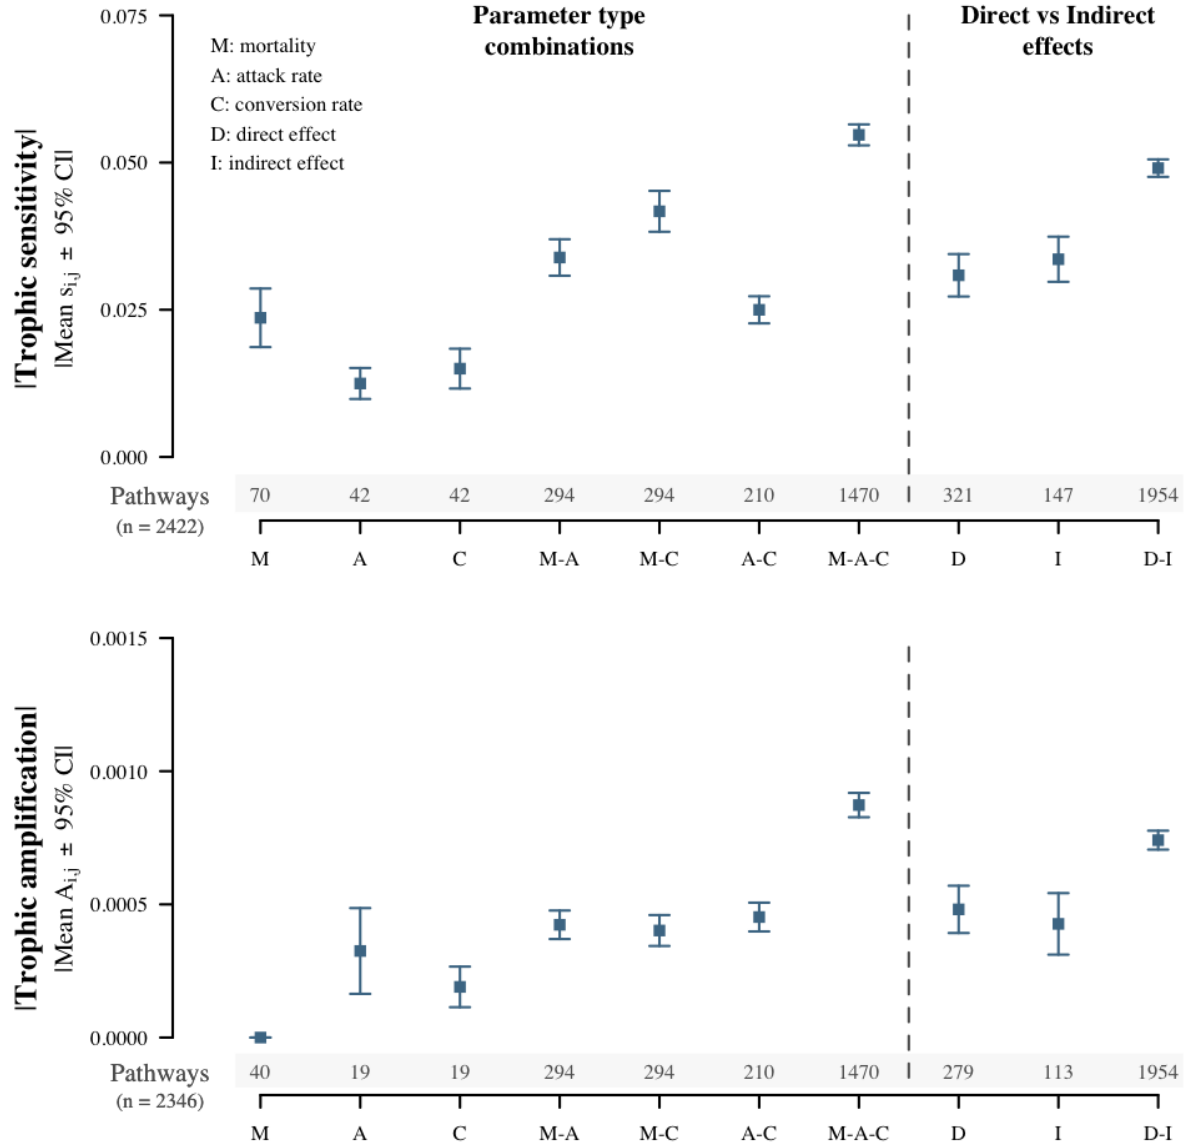 Parameter type
combinations
Direct vs Indirect
effects
M: mortality
A: attack rate
C: conversion rate
D: direct effect
I: indirect effect
|Trophic sensitivity|
|Mean si,j ± 95% CI|
0.075
0.050
0.025
0.000
Pathways
(n = 2422)
70 42 42 294 294 210 1470 321 147 1954
M A C M-A M-C A-C M-A-C D I D-I
|Trophic amplification|
|Mean Ai,j ± 95% CI|
0.0015
0.0010
0.0005
0.0000
Pathways
(n = 2346)
40 19 19 294 294 210 1470 279 113 1954
M A C M-A M-C A-C M-A-C D I D-I